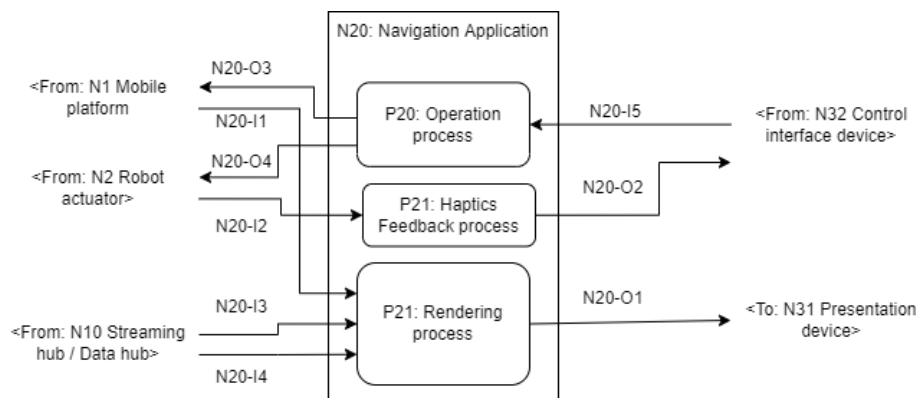 N20: Navigation Application
N20-O3
<From: N1 Mobile
platform
N20-I1
P20: Operation
process
N20-I5
<From: N32 Control
interface device>
N20-O4
<From: N2 Robot
actuator>
N20-I2
P21: Haptics
Feedback process
N20-O2
N20-I3
<From: N10 Streaming
hub / Data hub>
N20-I4
P21: Rendering
process
N20-O1
<To: N31 Presentation
device>